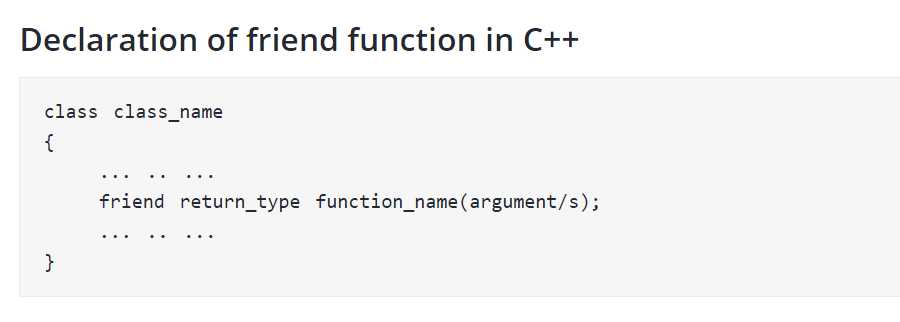 Declaration of friend function in C++
class class_name
{
... .. ...
friend return_type function_name(argument/s);
... .. ...
}